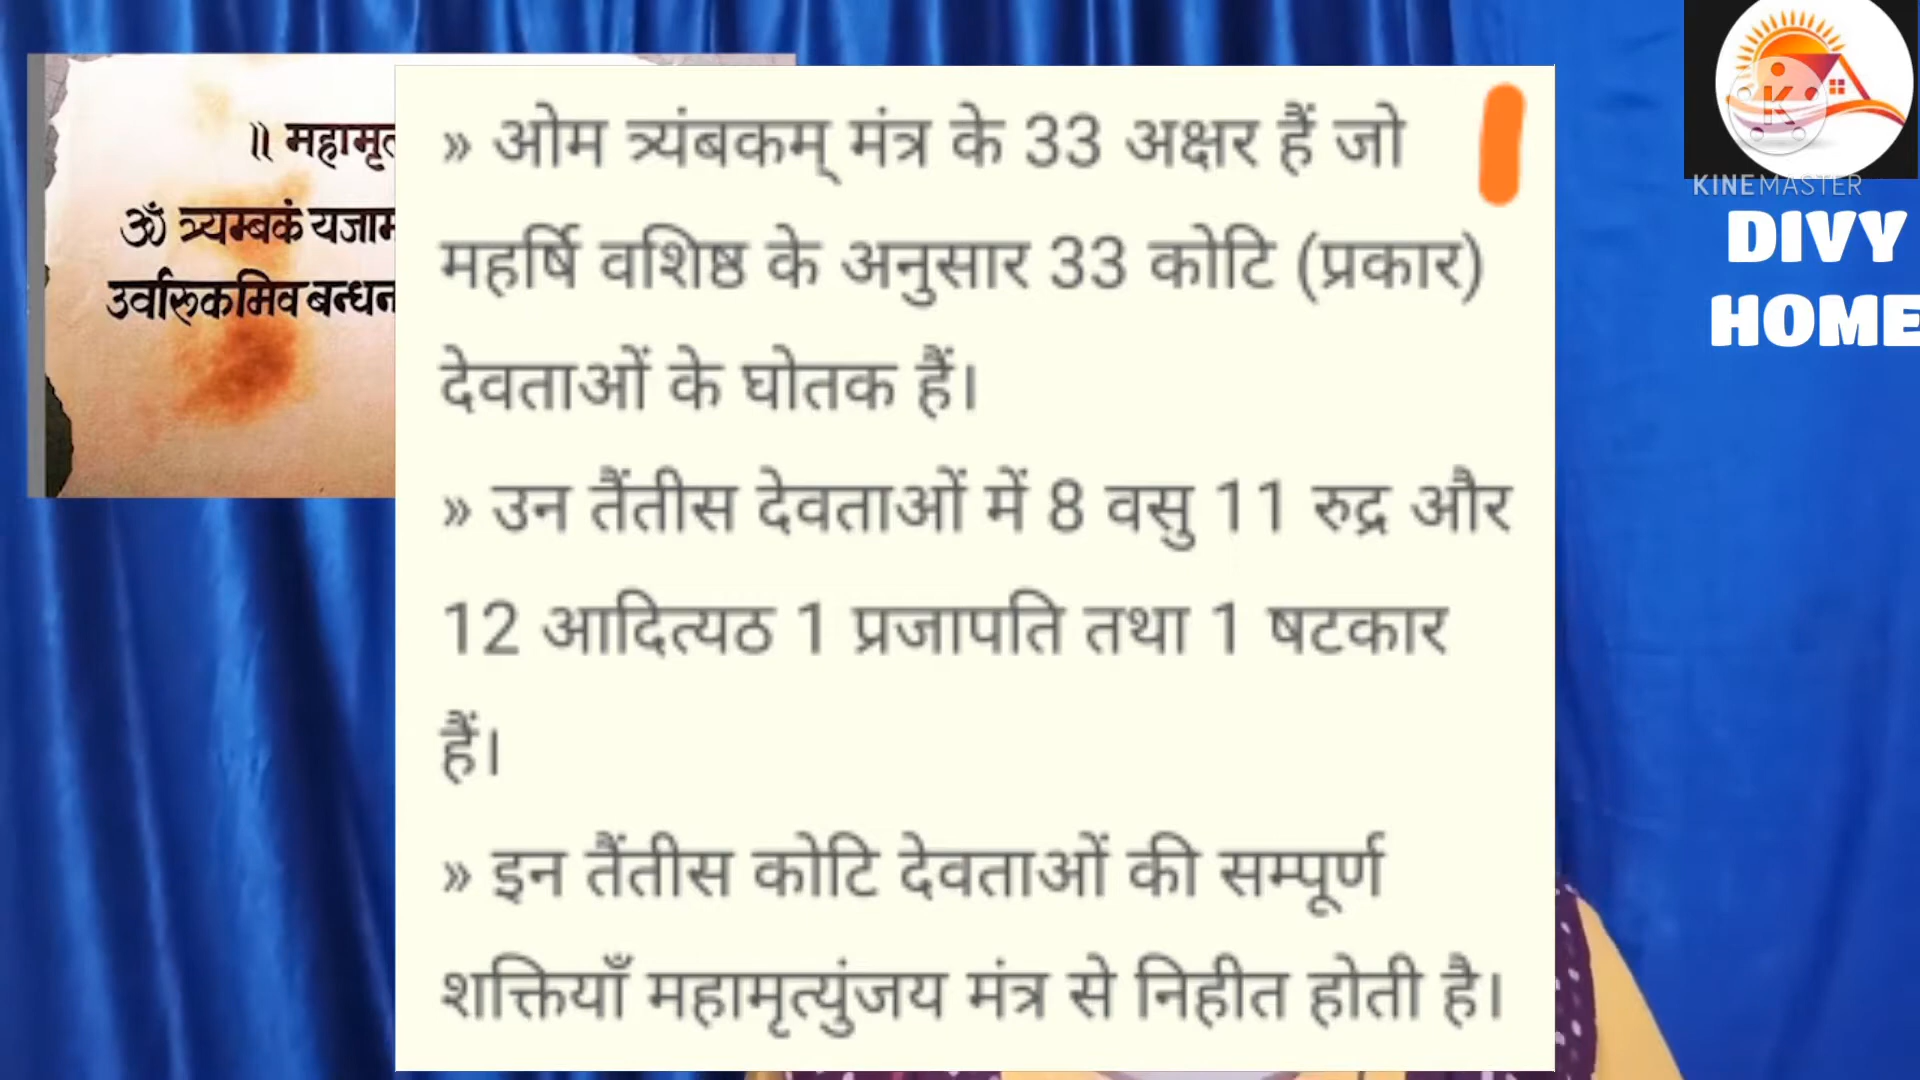 ॥ महामृत
ॐ त्र्यम्बकं यजाम
उर्वारुकमिव बन्धन
» ओम त्र्यंबकम् मंत्र के 33 अक्षर हैं जो
महर्षि वशिष्ठ के अनुसार 33 कोटि (प्रकार)
देवताओं के घोतक हैं।
» उन तैंतीस देवताओं में 8 वसु 11 रुद्र और
12 आदित्यठ 1 प्रजापति तथा 1 षटकार
हैं।
» इन तैंतीस कोटि देवताओं की सम्पूर्ण
शक्तियाँ महामृत्युंजय मंत्र से निहीत होती है।
K
KINEMASTER
DIVY
HOME